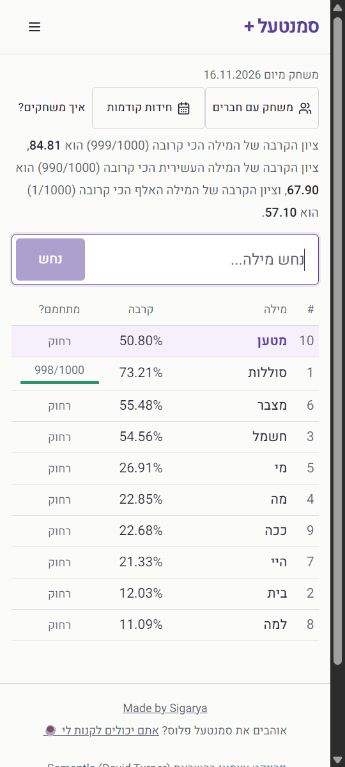 סמנטעל +
משחק מיום 16.11.2026
משחק עם חברים חידות קודמות איך משחקים?
ציון הקרבה של המילה הכי קרובה (999/1000) הוא 84.81,
ציון הקרבה של המילה העשירית הכי קרובה (990/1000) הוא
67.90, וציון הקרבה של המילה האלף הכי קרובה (1/1000)
הוא 57.10.
נחש מילה... נחש
# מילה קרבה מתחמם?
10 מטען 50.80% רחוק
1 סוללות 73.21% 998/1000
6 מצבר 55.48% רחוק
3 חשמל 54.56% רחוק
5 מי 26.91% רחוק
4 מה 22.85% רחוק
9 ככה 22.68% רחוק
7 היי 21.33% רחוק
2 בית 12.03% רחוק
8 למה 11.09% רחוק
Made by Sigarya
אוהבים את סמנטעל פלוס? אתם יכולים לקנות לי